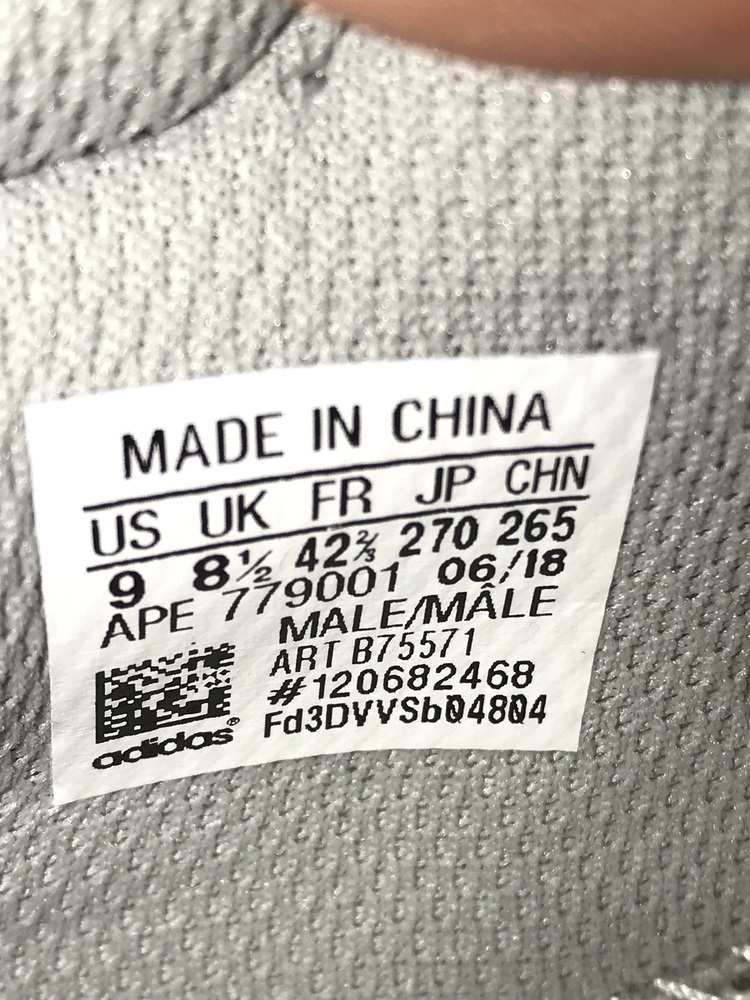 MADE IN CHINA
US UK FR JP CHN
9 8½ 42⅔ 270 265
APE 779001 06/18
MALE/MÂLE
ART B75571
#120682468
Fd3DVVSb04804
adidas®